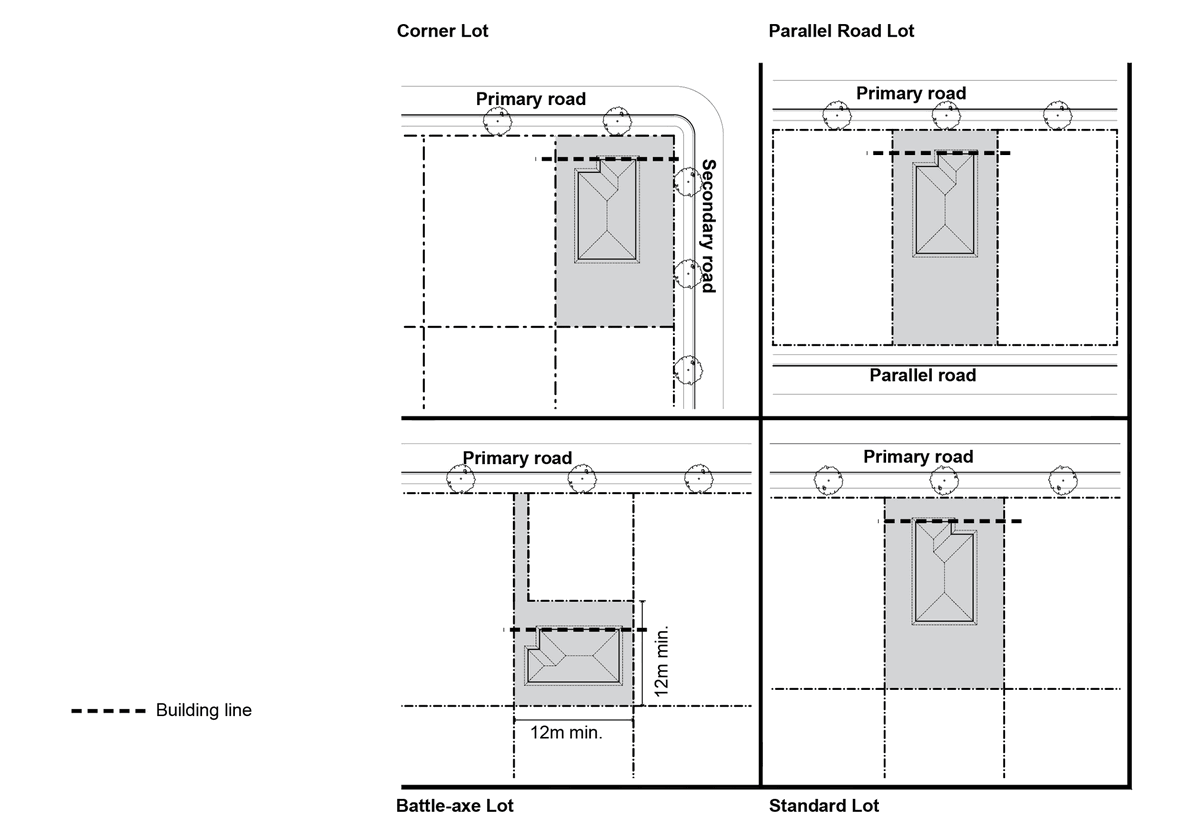 Corner Lot
Parallel Road Lot
Primary road
Secondary road
Primary road
Parallel road
Primary road
12m min.
12m min.
Primary road
Building line
Battle-axe Lot
Standard Lot